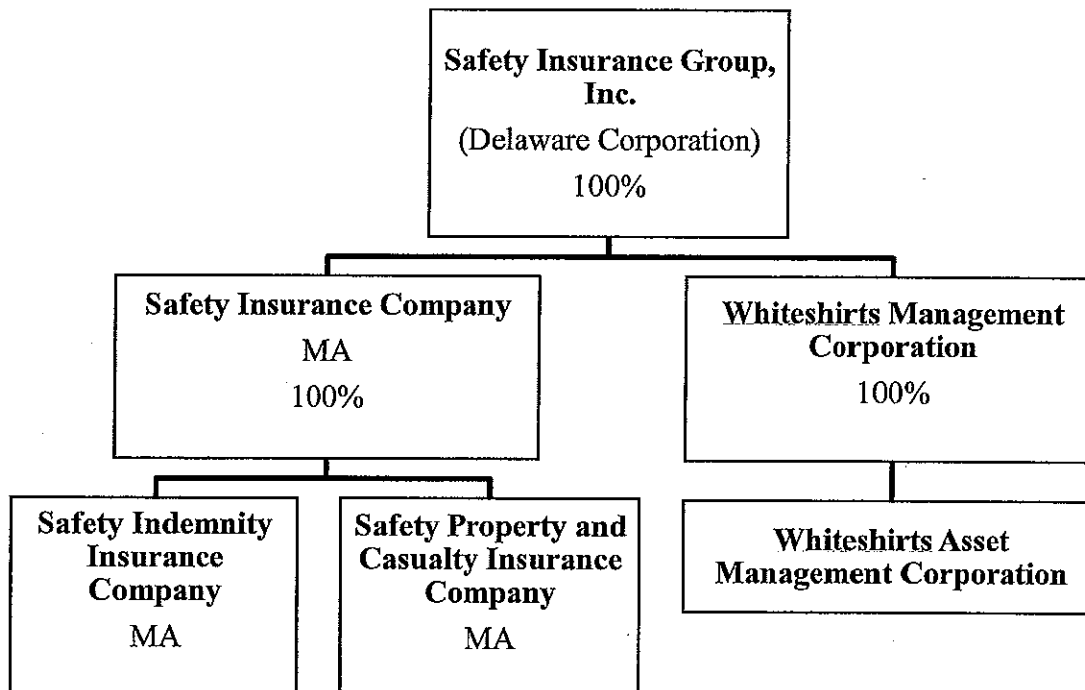 Safety Insurance Group,
Inc.
(Delaware Corporation)
100%
Safety Insurance Company
MA
100%
Whiteshirts Management
Corporation
100%
Safety Indemnity
Insurance
Company
MA
Safety Property and
Casualty Insurance
Company
MA
Whiteshirts Asset
Management Corporation